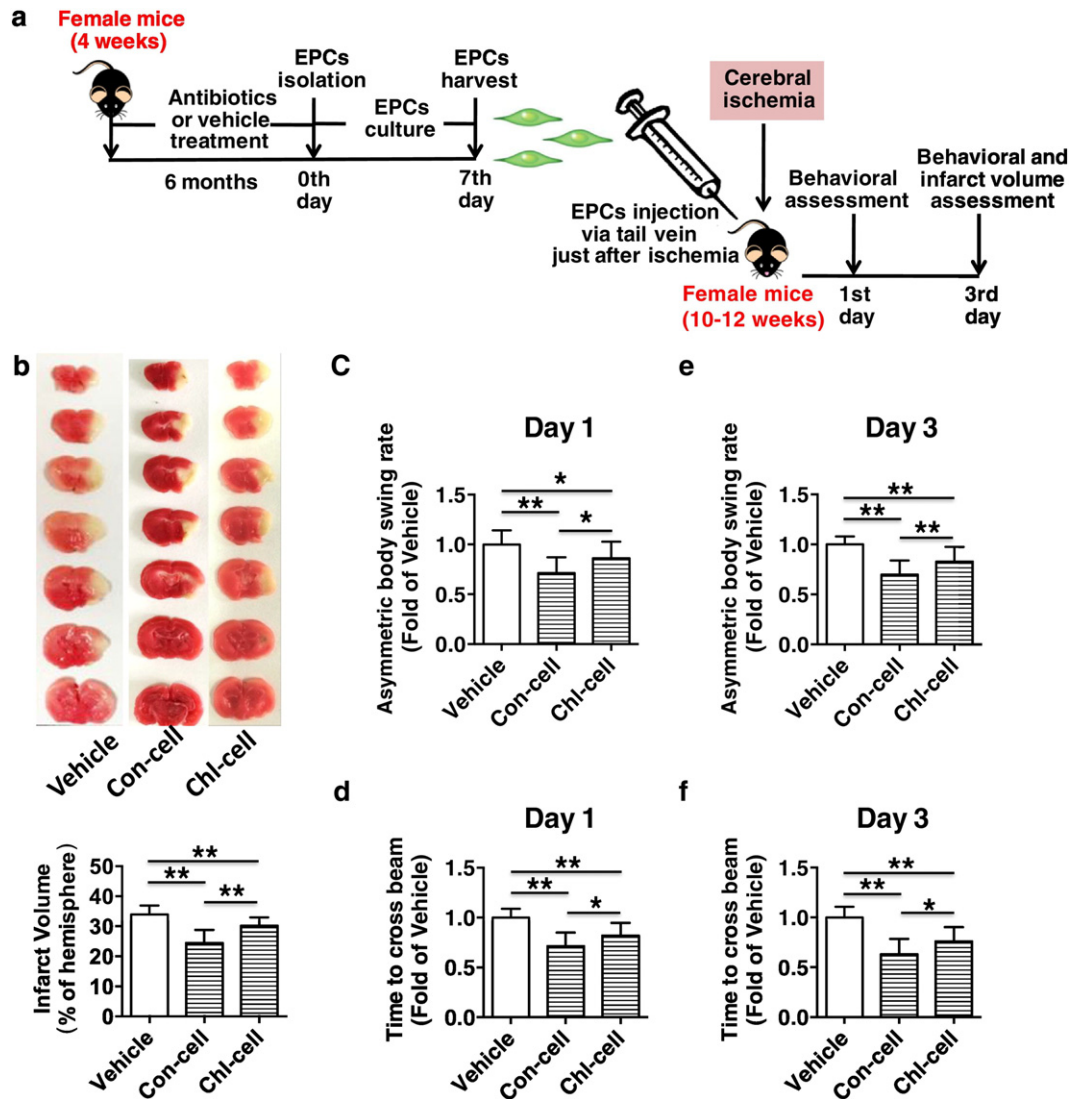 a
Female mice
(4 weeks)
EPCs
isolation
EPCs
harvest
Antibiotics
or vehicle
treatment
EPCs
culture
6 months
0th
day
7th
day
Cerebral
ischemia
EPCs injection
via tail vein
just after ischemia
Behavioral
assessment
Behavioral and
infarct volume
assessment
Female mice
(10-12 weeks)
1st
day
3rd
day
b
Vehicle
Con-cell
Chl-cell
Infarct Volume
(% of hemisphere)
50
40
30
20
10
0
**
**
**
Vehicle
Con-cell
Chl-cell
C
Day 1
Asymmetric body swing rate
(Fold of Vehicle)
1.5
1.0
0.5
0.0
*
**
*
Vehicle
Con-cell
Chl-cell
e
Day 3
Asymmetric body swing rate
(Fold of Vehicle)
1.5
1.0
0.5
0.0
**
**
**
Vehicle
Con-cell
Chl-cell
d
Day 1
Time to cross beam
(Fold of Vehicle)
1.5
1.0
0.5
0.0
**
**
*
Vehicle
Con-cell
Chl-cell
f
Day 3
Time to cross beam
(Fold of Vehicle)
1.5
1.0
0.5
0.0
**
**
*
Vehicle
Con-cell
Chl-cell